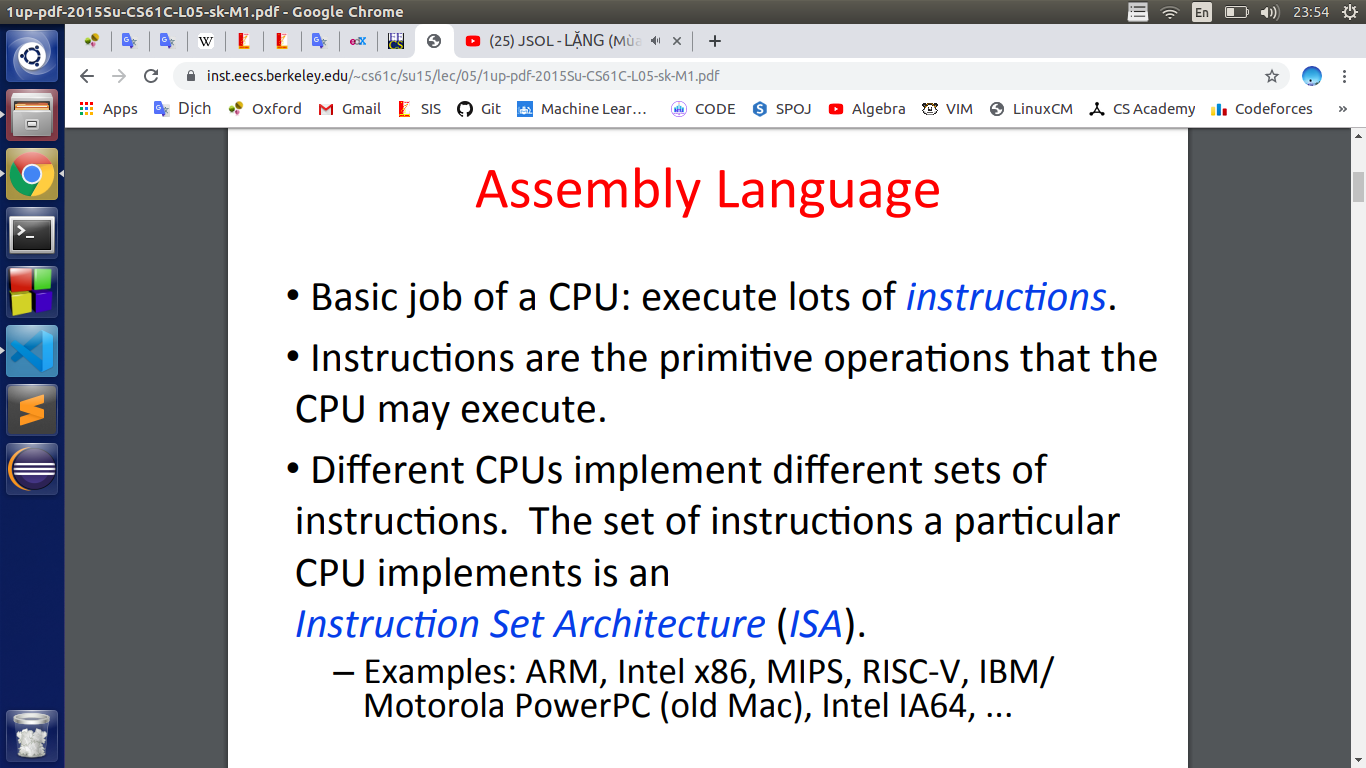 1up-pdf-2015Su-CS61C-L05-sk-M1.pdf - Google Chrome
En
23:54
W
edX
CS
(25) JSOL - LẶNG (Mùa
inst.eecs.berkeley.edu/~cs61c/su15/lec/05/1up-pdf-2015Su-CS61C-L05-sk-M1.pdf
Apps Dịch Oxford Gmail SIS Git Machine Lear… CODE SPOJ Algebra VIM LinuxCM CS Academy Codeforces »
Assembly Language
• Basic job of a CPU: execute lots of instructions.
• Instructions are the primitive operations that the
CPU may execute.
• Different CPUs implement different sets of
instructions. The set of instructions a particular
CPU implements is an
Instruction Set Architecture (ISA).
– Examples: ARM, Intel x86, MIPS, RISC-V, IBM/
Motorola PowerPC (old Mac), Intel IA64, ...